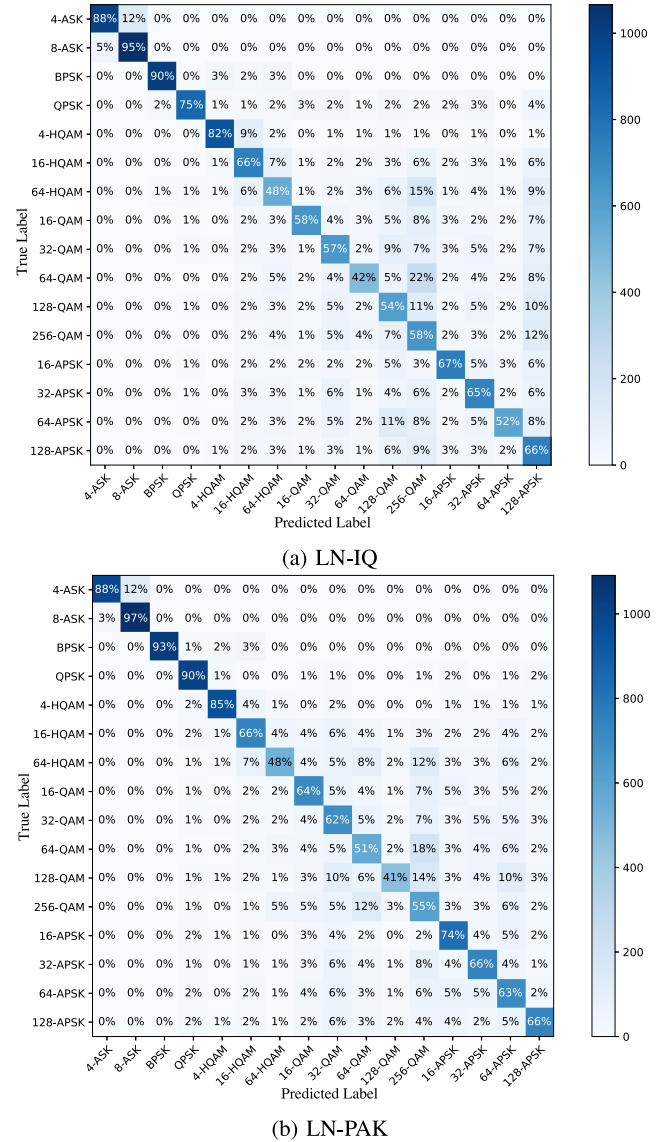 4-ASK 88% 12% 0% 0% 0% 0% 0% 0% 0% 0% 0% 0% 0% 0% 0% 0%
8-ASK 5% 95% 0% 0% 0% 0% 0% 0% 0% 0% 0% 0% 0% 0% 0% 0%
BPSK 0% 0% 90% 0% 3% 2% 3% 0% 0% 0% 0% 0% 0% 0% 0% 0%
QPSK 0% 0% 2% 75% 1% 1% 2% 3% 2% 1% 2% 2% 2% 3% 0% 4%
4-HQAM 0% 0% 0% 0% 82% 9% 2% 0% 1% 1% 1% 1% 0% 1% 0% 1%
16-HQAM 0% 0% 0% 0% 1% 66% 7% 1% 2% 2% 3% 6% 2% 3% 1% 6%
64-HQAM 0% 0% 1% 1% 1% 6% 48% 1% 2% 3% 6% 15% 1% 4% 1% 9%
16-QAM 0% 0% 0% 1% 0% 2% 3% 58% 4% 3% 5% 8% 3% 2% 2% 7%
32-QAM 0% 0% 0% 1% 0% 2% 3% 1% 57% 2% 9% 7% 3% 5% 2% 7%
64-QAM 0% 0% 0% 0% 0% 2% 5% 2% 4% 42% 5% 22% 2% 4% 2% 8%
128-QAM 0% 0% 0% 1% 0% 2% 3% 2% 5% 2% 54% 11% 2% 5% 2% 10%
256-QAM 0% 0% 0% 0% 0% 2% 4% 1% 5% 4% 7% 58% 2% 3% 2% 12%
16-APSK 0% 0% 0% 1% 0% 2% 2% 2% 2% 2% 5% 3% 67% 5% 3% 6%
32-APSK 0% 0% 0% 1% 0% 3% 3% 1% 6% 1% 4% 6% 2% 65% 2% 6%
64-APSK 0% 0% 0% 0% 0% 2% 3% 2% 5% 2% 11% 8% 2% 5% 52% 8%
128-APSK 0% 0% 0% 0% 1% 2% 3% 1% 3% 1% 6% 9% 3% 3% 2% 66%
True Label
4-ASK 8-ASK BPSK QPSK 4-HQAM 16-HQAM 64-HQAM 16-QAM 32-QAM 64-QAM 128-QAM 256-QAM 16-APSK 32-APSK 64-APSK 128-APSK
Predicted Label
1000
800
600
400
200
0
(a) LN-IQ
4-ASK 88% 12% 0% 0% 0% 0% 0% 0% 0% 0% 0% 0% 0% 0% 0% 0%
8-ASK 3% 97% 0% 0% 0% 0% 0% 0% 0% 0% 0% 0% 0% 0% 0% 0%
BPSK 0% 0% 93% 1% 2% 3% 0% 0% 0% 0% 0% 0% 0% 0% 0% 0%
QPSK 0% 0% 0% 90% 1% 0% 0% 1% 1% 0% 0% 1% 2% 0% 1% 2%
4-HQAM 0% 0% 0% 2% 85% 4% 1% 0% 2% 0% 0% 0% 1% 1% 1% 1%
16-HQAM 0% 0% 0% 2% 1% 66% 4% 4% 6% 4% 1% 3% 2% 2% 4% 2%
64-HQAM 0% 0% 0% 1% 1% 7% 48% 4% 5% 8% 2% 12% 3% 3% 6% 2%
16-QAM 0% 0% 0% 1% 0% 2% 2% 64% 5% 4% 1% 7% 5% 3% 5% 2%
32-QAM 0% 0% 0% 2% 0% 2% 2% 4% 62% 5% 2% 7% 3% 5% 5% 3%
64-QAM 0% 0% 0% 1% 0% 2% 3% 4% 5% 51% 2% 18% 3% 4% 6% 2%
128-QAM 0% 0% 0% 1% 1% 2% 1% 3% 10% 6% 41% 14% 3% 4% 10% 3%
256-QAM 0% 0% 0% 1% 0% 1% 5% 5% 5% 12% 3% 55% 3% 3% 6% 2%
16-APSK 0% 0% 0% 2% 1% 1% 0% 3% 4% 2% 0% 2% 74% 4% 5% 2%
32-APSK 0% 0% 0% 2% 0% 1% 1% 3% 6% 4% 1% 8% 4% 66% 4% 1%
64-APSK 0% 0% 0% 2% 0% 1% 2% 4% 6% 3% 1% 6% 5% 5% 63% 2%
128-APSK 0% 0% 0% 2% 1% 1% 1% 2% 6% 3% 2% 4% 4% 2% 5% 66%
True Label
4-ASK 8-ASK BPSK QPSK 4-HQAM 16-HQAM 64-HQAM 16-QAM 32-QAM 64-QAM 128-QAM 256-QAM 16-APSK 32-APSK 64-APSK 128-APSK
Predicted Label
1000
800
600
400
200
0
(b) LN-PAK